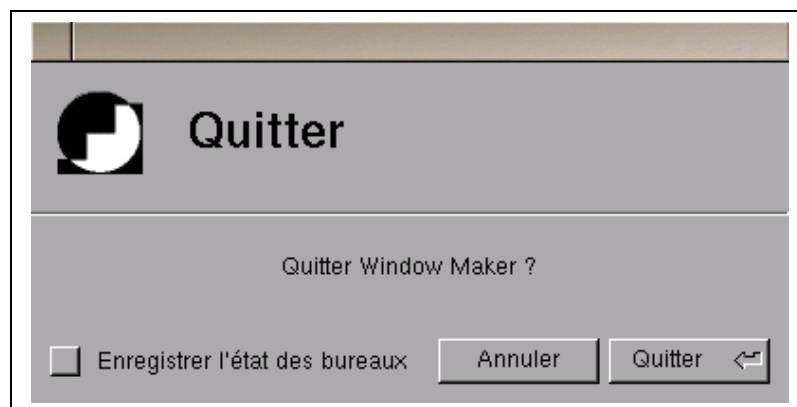 Quitter
Quitter Window Maker ?
Enregistrer l'état des bureaux
Annuler
Quitter